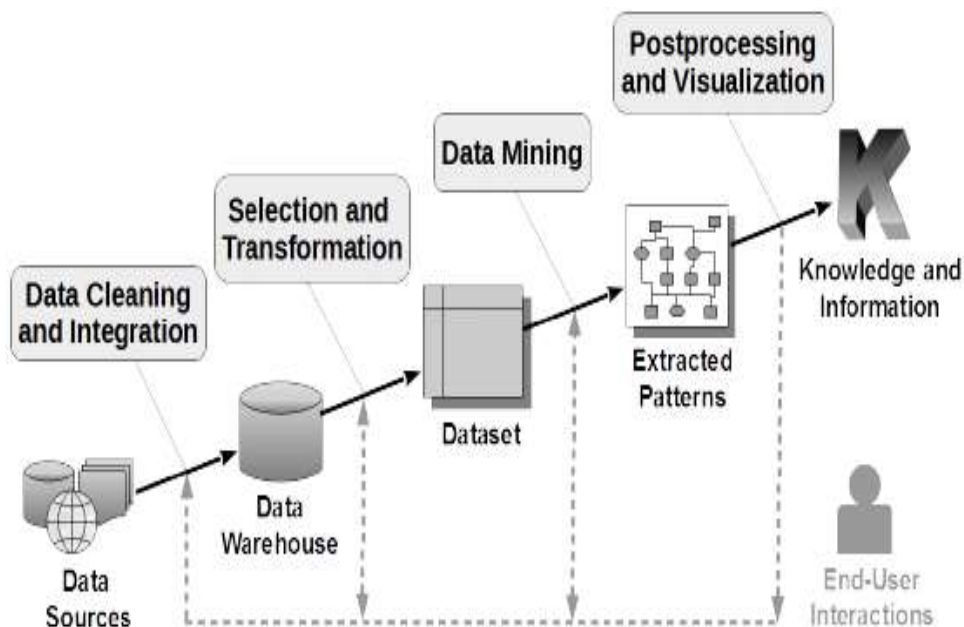 Postprocessing
and Visualization
Data Mining
Selection and
Transformation
Data Cleaning
and Integration
Knowledge and
Information
Extracted
Patterns
Dataset
Data
Warehouse
Data
Sources
End-User
Interactions